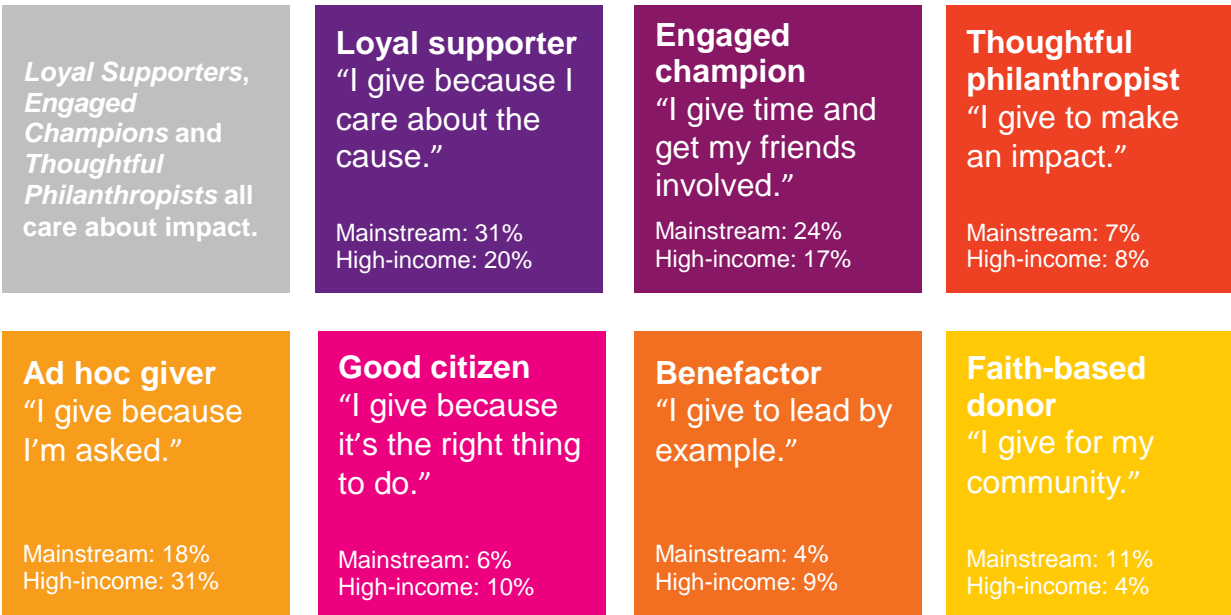 Loyal Supporters,
Engaged
Champions and
Thoughtful
Philanthropists all
care about impact.
Loyal supporter
“I give because I
care about the
cause.”
Mainstream: 31%
High-income: 20%
Engaged
champion
“I give time and
get my friends
involved.”
Mainstream: 24%
High-income: 17%
Thoughtful
philanthropist
“I give to make
an impact.”
Mainstream: 7%
High-income: 8%
Ad hoc giver
“I give because
I’m asked.”
Mainstream: 18%
High-income: 31%
Good citizen
“I give because
it’s the right thing
to do.”
Mainstream: 6%
High-income: 10%
Benefactor
“I give to lead by
example.”
Mainstream: 4%
High-income: 9%
Faith-based
donor
“I give for my
community.”
Mainstream: 11%
High-income: 4%